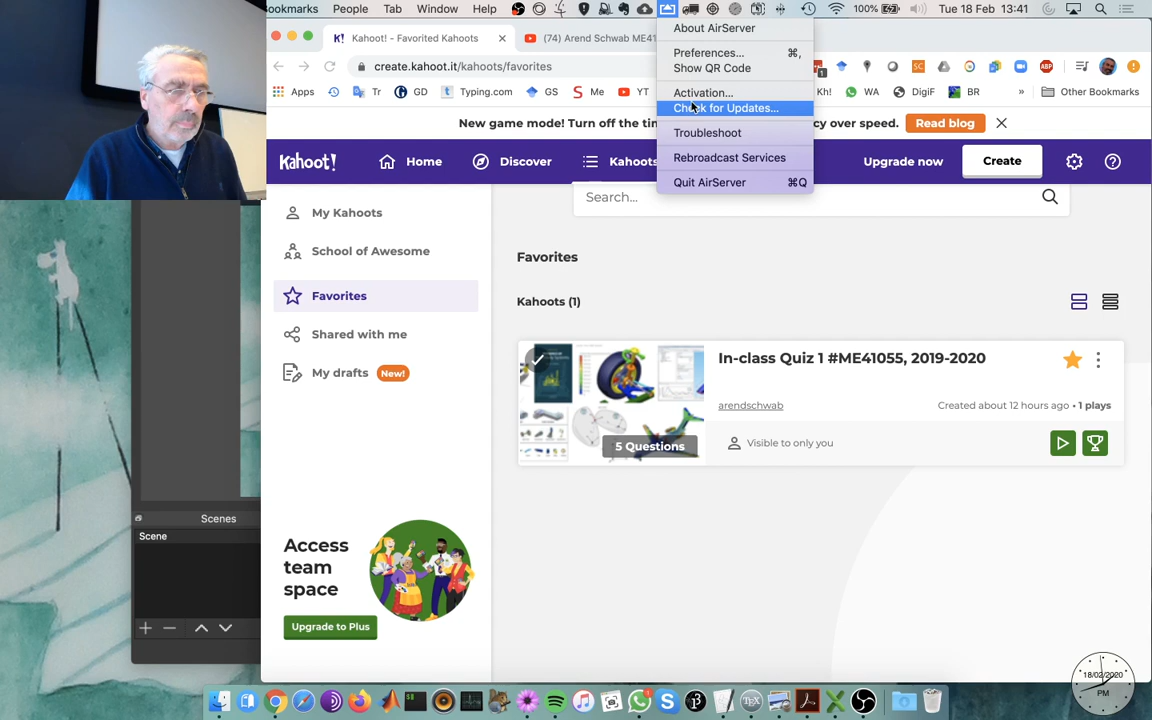 ookmarks People Tab Window Help 100% Tue 18 Feb 13:41
Kahoot! - Favorited Kahoots
(74) Arend Schwab ME41
create.kahoot.it/kahoots/favorites
Apps Tr GD Typing.com GS Me YT Kh! WA DigiF BR » Other Bookmarks
About AirServer
Preferences... ⌘,
Show QR Code
Activation...
Check for Updates...
Troubleshoot
Rebroadcast Services
Quit AirServer ⌘Q
New game mode! Turn off the tim cy over speed. Read blog
Kahoot! Home Discover Kahoots Upgrade now Create
Search...
My Kahoots
School of Awesome
Favorites
Shared with me
My drafts New!
Favorites
Kahoots (1)
In-class Quiz 1 #ME41055, 2019-2020
arendschwab Created about 12 hours ago • 1 plays
5 Questions Visible to only you
Access
team
space
Upgrade to Plus
Scenes
Scene
18/02/2020
PM